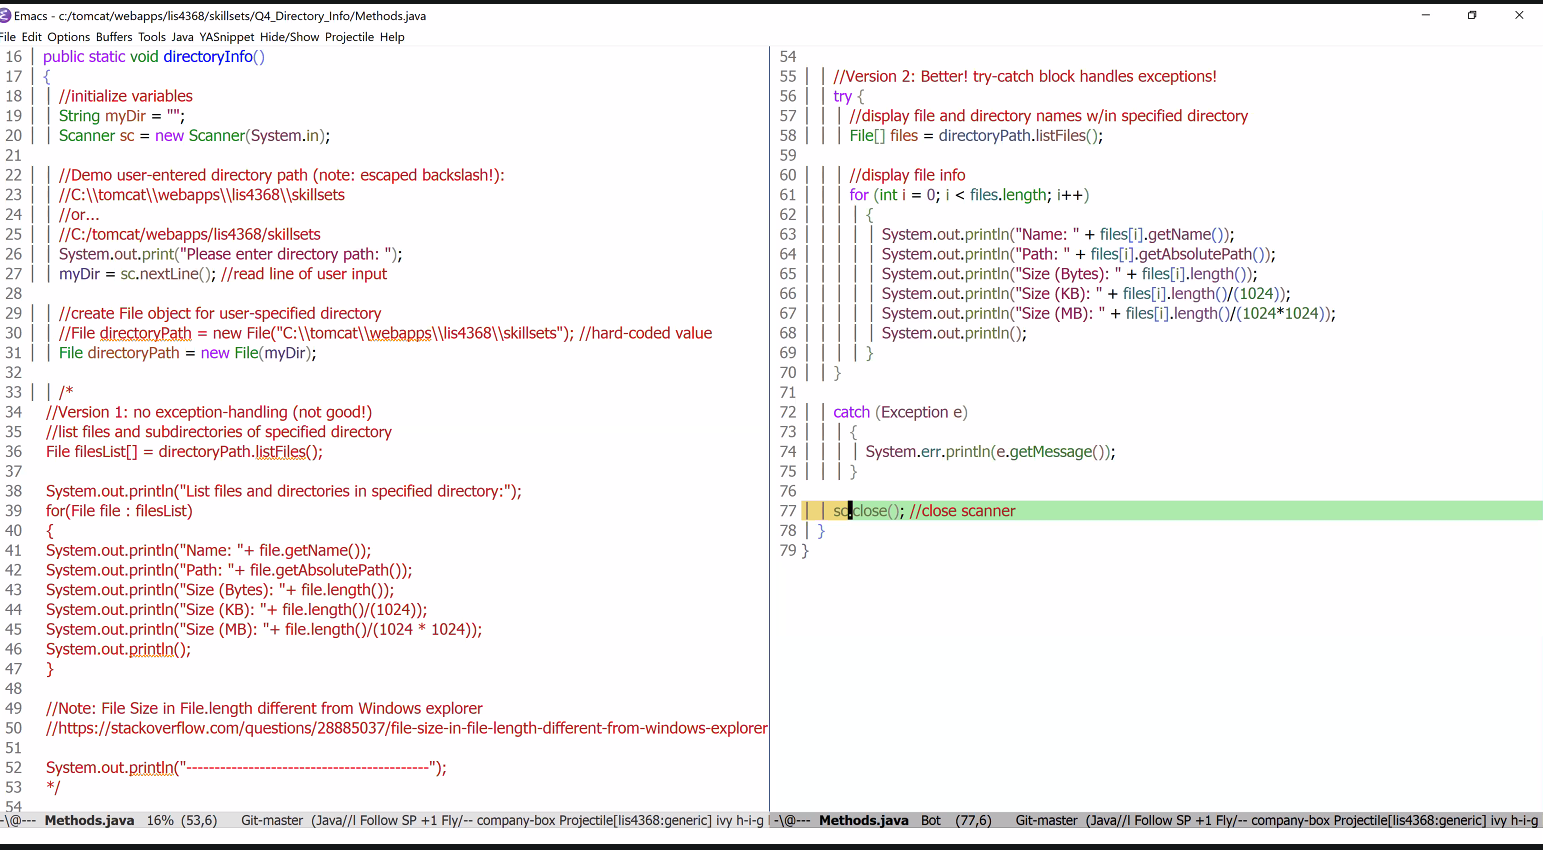 Emacs - c:/tomcat/webapps/lis4368/skillsets/Q4_Directory_Info/Methods.java
File Edit Options Buffers Tools Java YASnippet Hide/Show Projectile Help
16 public static void directoryInfo()
17 {
18 //initialize variables
19 String myDir = "";
20 Scanner sc = new Scanner(System.in);
21
22 //Demo user-entered directory path (note: escaped backslash!):
23 //C:\\tomcat\\webapps\\lis4368\\skillsets
24 //or...
25 //C:/tomcat/webapps/lis4368/skillsets
26 System.out.print("Please enter directory path: ");
27 myDir = sc.nextLine(); //read line of user input
28
29 //create File object for user-specified directory
30 //File directoryPath = new File("C:\\tomcat\\webapps\\lis4368\\skillsets"); //hard-coded value
31 File directoryPath = new File(myDir);
32
33 /*
34 //Version 1: no exception-handling (not good!)
35 //list files and subdirectories of specified directory
36 File filesList[] = directoryPath.listFiles();
37
38 System.out.println("List files and directories in specified directory:");
39 for(File file : filesList)
40 {
41 System.out.println("Name: "+ file.getName());
42 System.out.println("Path: "+ file.getAbsolutePath());
43 System.out.println("Size (Bytes): "+ file.length());
44 System.out.println("Size (KB): "+ file.length()/(1024));
45 System.out.println("Size (MB): "+ file.length()/(1024 * 1024));
46 System.out.println();
47 }
48
49 //Note: File Size in File.length different from Windows explorer
50 //https://stackoverflow.com/questions/28885037/file-size-in-file-length-different-from-windows-explorer
51
52 System.out.println("-------------------------------------------");
53 */
54
-\@--- Methods.java 16% (53,6) Git-master (Java//l Follow SP +1 Fly/-- company-box Projectile[lis4368:generic] ivy h-i-g
54
55 //Version 2: Better! try-catch block handles exceptions!
56 try {
57 //display file and directory names w/in specified directory
58 File[] files = directoryPath.listFiles();
59
60 //display file info
61 for (int i = 0; i < files.length; i++)
62 {
63 System.out.println("Name: " + files[i].getName());
64 System.out.println("Path: " + files[i].getAbsolutePath());
65 System.out.println("Size (Bytes): " + files[i].length());
66 System.out.println("Size (KB): " + files[i].length()/(1024));
67 System.out.println("Size (MB): " + files[i].length()/(1024*1024));
68 System.out.println();
69 }
70 }
71
72 catch (Exception e)
73 {
74 System.err.println(e.getMessage());
75 }
76
77 sc.close(); //close scanner
78 }
79 }
-\@--- Methods.java Bot (77,6) Git-master (Java//l Follow SP +1 Fly/-- company-box Projectile[lis4368:generic] ivy h-i-g